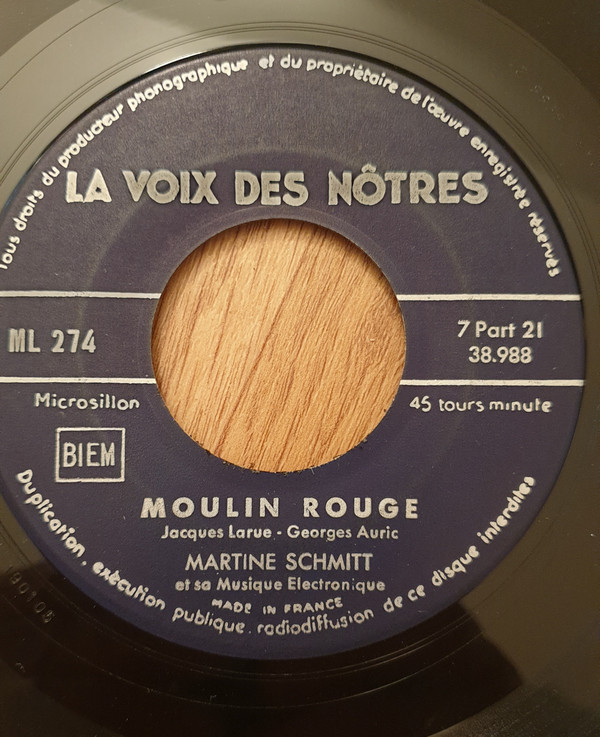 Tous droits du producteur phonographique et du propriétaire de l'œuvre enregistrée réservés
LA VOIX DES NÔTRES
ML 274
7 Part 21
38.988
Microsillon
45 tours minute
BIEM
MOULIN ROUGE
Jacques Larue - Georges Auric
MARTINE SCHMITT
et sa Musique Electronique
MADE IN FRANCE
Duplication, exécution publique, radiodiffusion de ce disque interdites